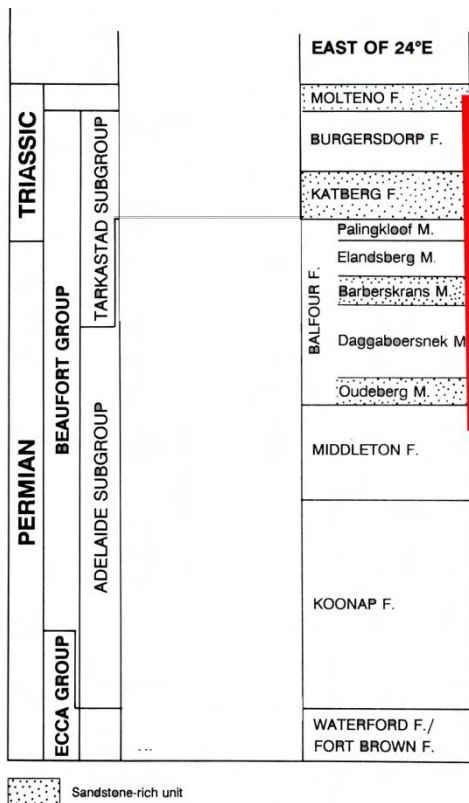 EAST OF 24°E
MOLTENO F.
BURGERSDORP F.
KATBERG F.
Palingkloof M.
Elandsberg M.
Barberskrans M.
Daggaboersnek M
Oudeberg M.
BALFOUR F.
MIDDLETON F.
KOONAP F.
WATERFORD F./
FORT BROWN F.
TRIASSIC
PERMIAN
BEAUFORT GROUP
ECCA GROUP
TARKASTAD SUBGROUP
ADELAIDE SUBGROUP
Sandstone-rich unit